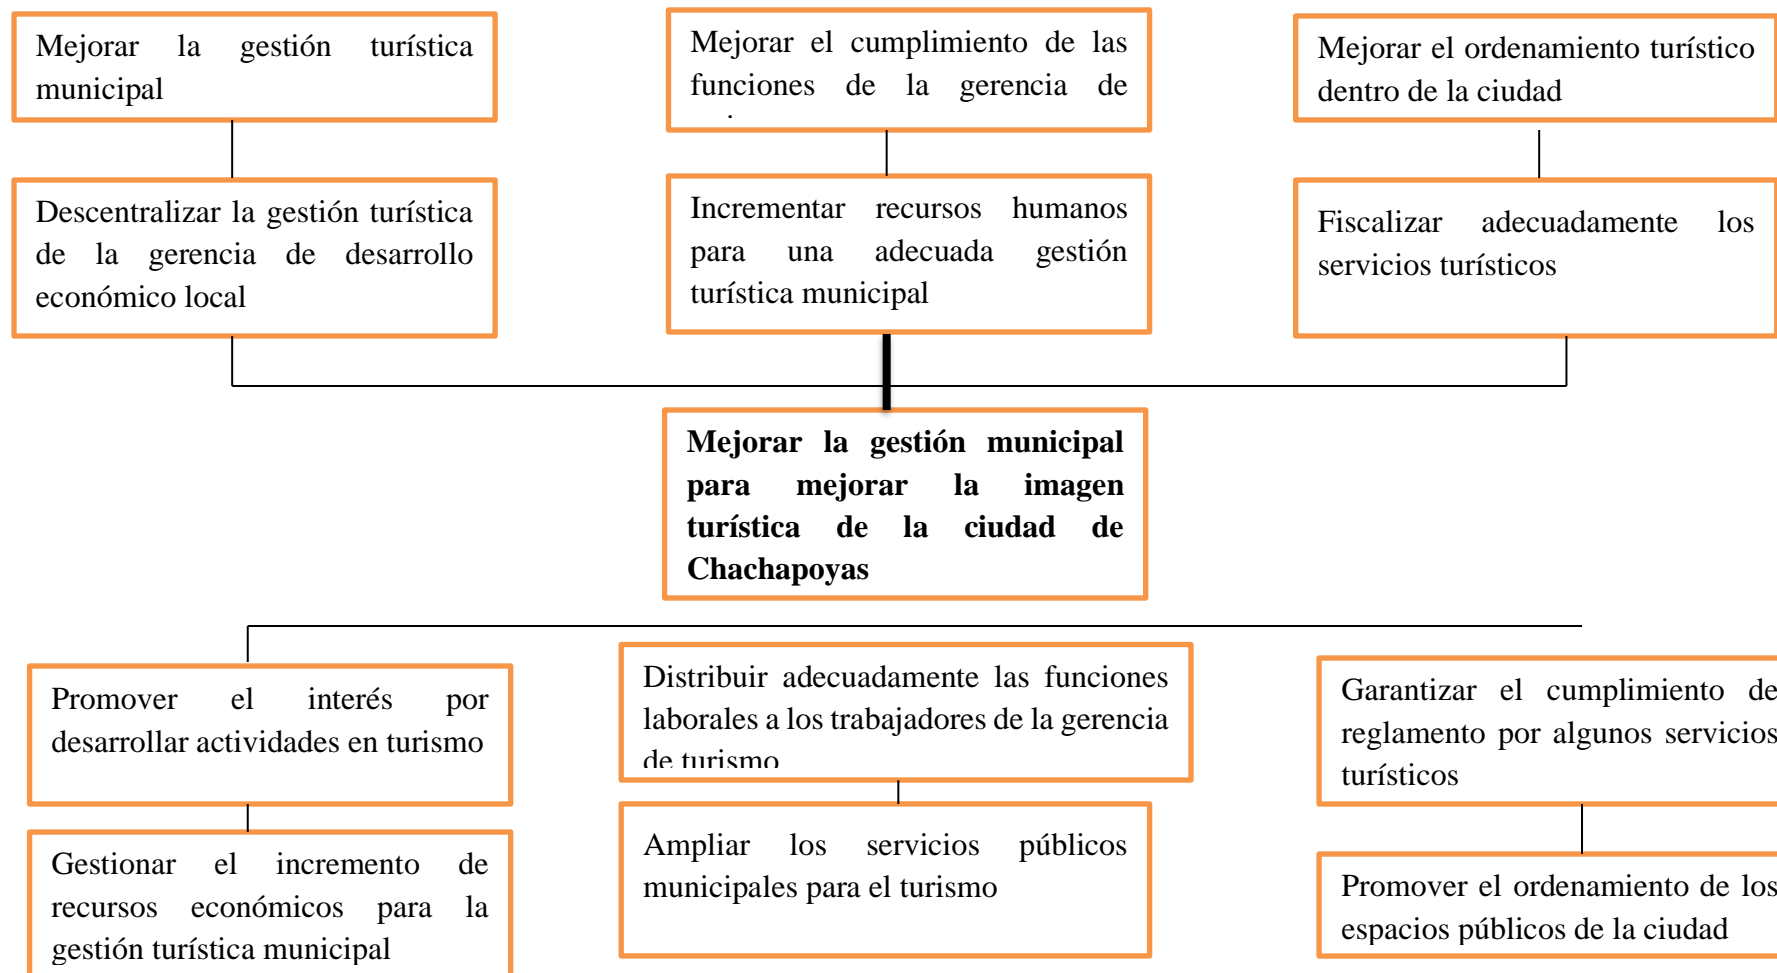 Mejorar la gestión turística
municipal
Mejorar el cumplimiento de las
funciones de la gerencia de
Mejorar el ordenamiento turístico
dentro de la ciudad
Descentralizar la gestión turística
de la gerencia de desarrollo
económico local
Incrementar recursos humanos
para una adecuada gestión
turística municipal
Fiscalizar adecuadamente los
servicios turísticos
Mejorar la gestión municipal
para mejorar la imagen
turística de la ciudad de
Chachapoyas
Promover el interés por
desarrollar actividades en turismo
Distribuir adecuadamente las funciones
laborales a los trabajadores de la gerencia
de turismo
Garantizar el cumplimiento de
reglamento por algunos servicios
turísticos
Gestionar el incremento de
recursos económicos para la
gestión turística municipal
Ampliar los servicios públicos
municipales para el turismo
Promover el ordenamiento de los
espacios públicos de la ciudad